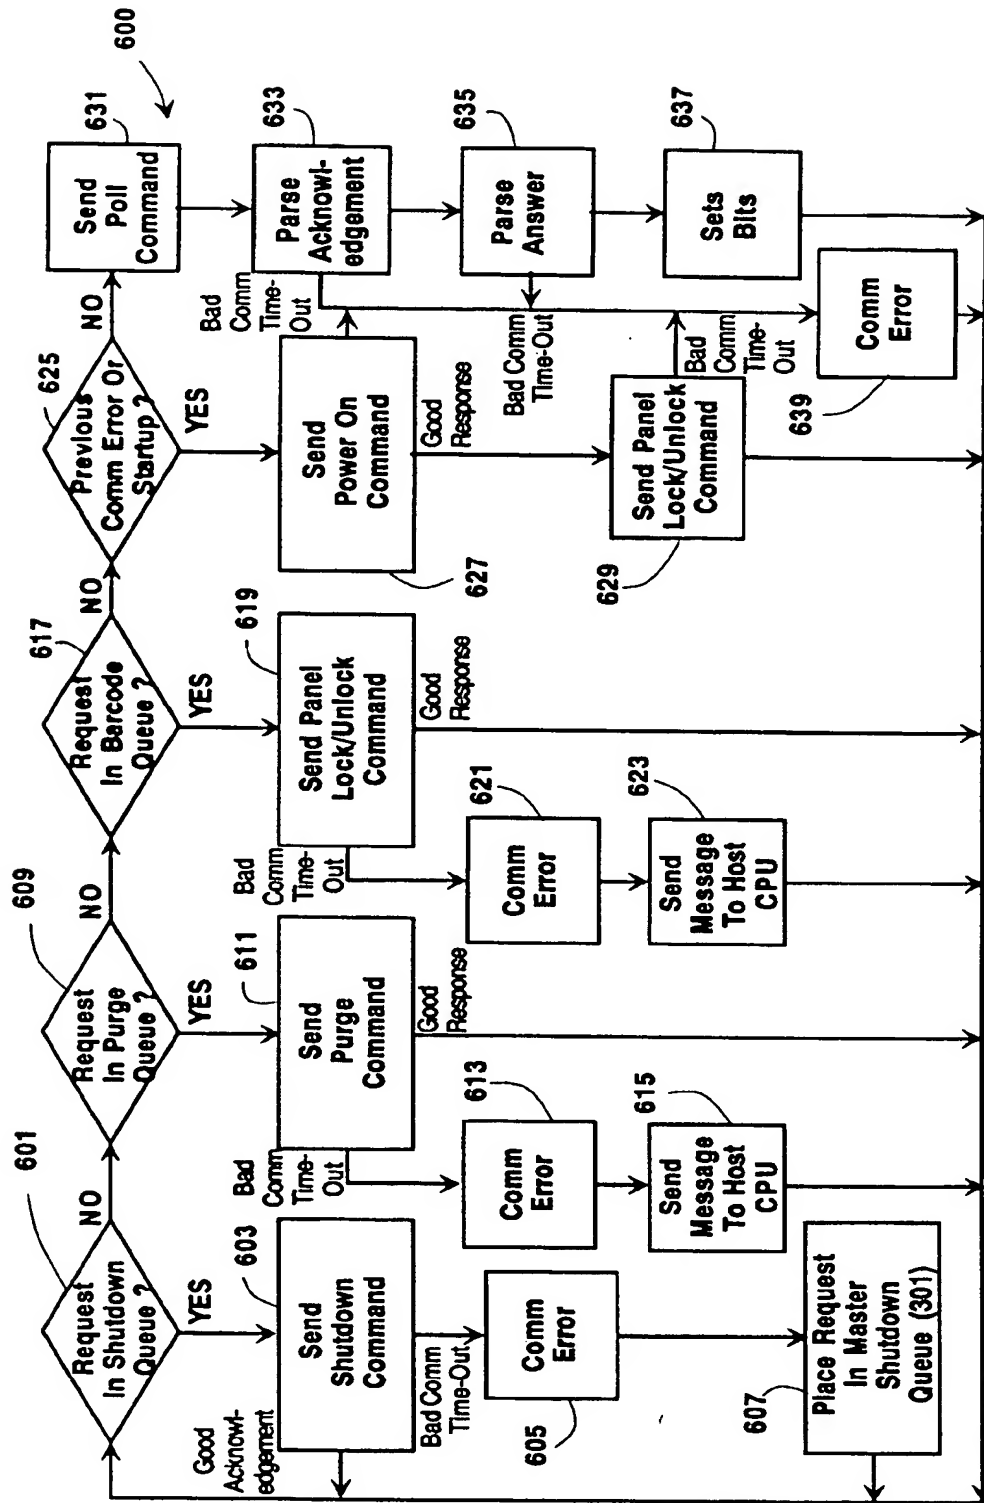 600
601
Request
In Shutdown
Queue ?
NO
YES
609
Request
In Purge
Queue ?
NO
YES
617
Request
In Barcode
Queue ?
NO
YES
625
Previous
Comm Error Or
Startup ?
NO
YES
631
Send
Poll
Command
Good
Acknowl-
edgement
603
Send
Shutdown
Command
Bad Comm
Time-Out
605
Comm
Error
607
Place Request
In Master
Shutdown
Queue (301)
611
Send
Purge
Command
Bad
Comm
Time-
Out
Good
Response
613
Comm
Error
615
Send
Message
To Host
CPU
619
Send Panel
Lock/Unlock
Command
Bad
Comm
Time-
Out
Good
Response
621
Comm
Error
623
Send
Message
To Host
CPU
627
Send
Power On
Command
Good
Response
629
Send Panel
Lock/Unlock
Command
Bad
Comm
Time-
Out
633
Parse
Acknowl-
edgement
Bad
Comm
Time-
Out
635
Parse
Answer
Bad Comm
Time-Out
637
Sets
Bits
639
Comm
Error